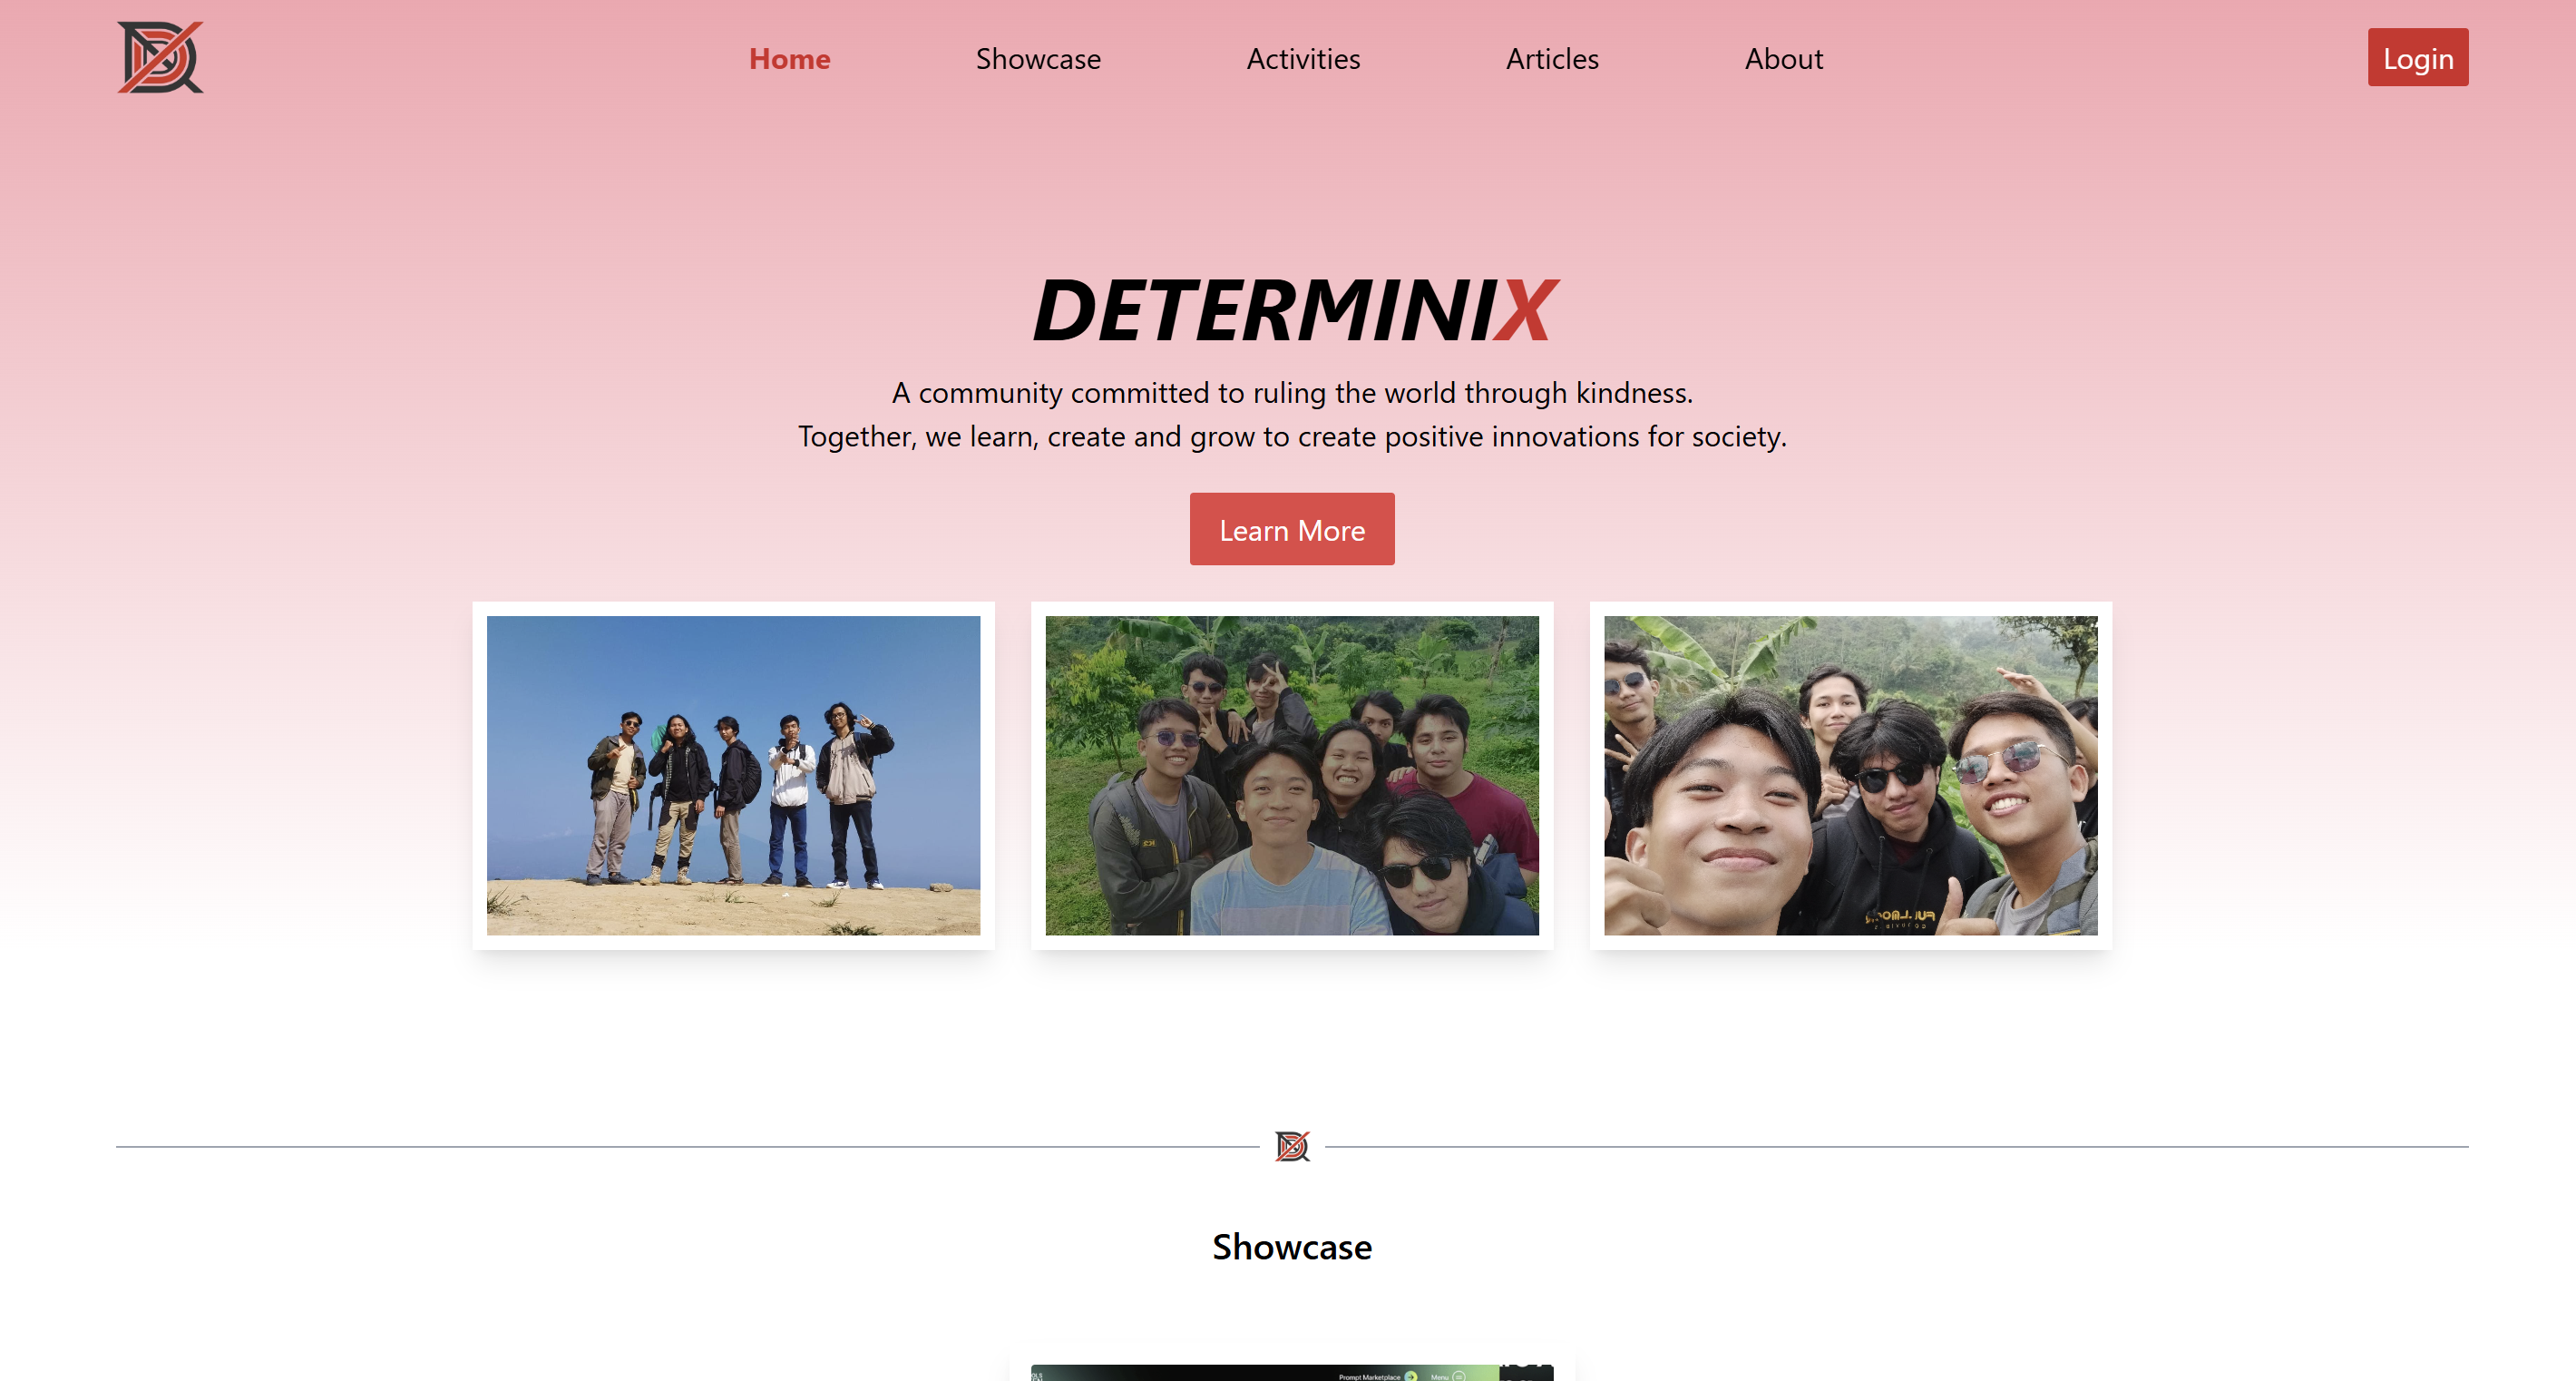 Home Showcase Activities Articles About Login
DETERMINIX
A community committed to ruling the world through kindness.
Together, we learn, create and grow to create positive innovations for society.
Learn More
Showcase
Prompt Marketplace Menu